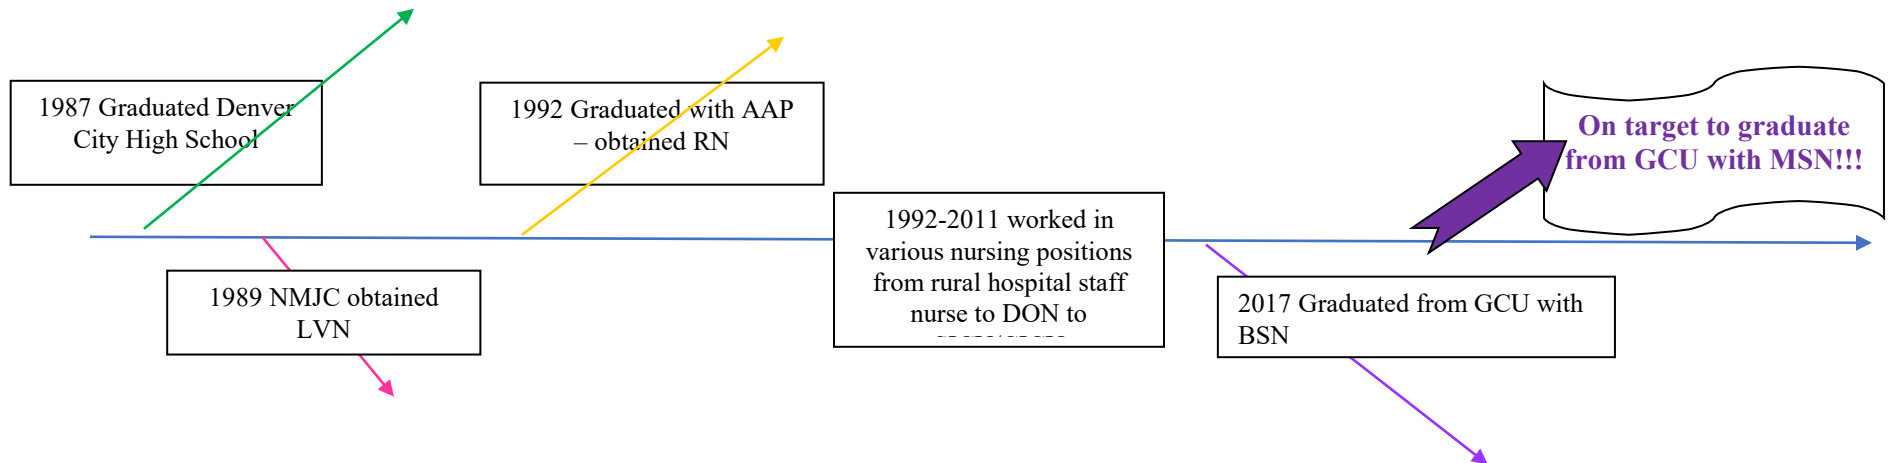 1987 Graduated Denver
City High School
1989 NMJC obtained
LVN
1992 Graduated with AAP
– obtained RN
1992-2011 worked in
various nursing positions
from rural hospital staff
nurse to DON to
2017 Graduated from GCU with
BSN
On target to graduate
from GCU with MSN!!!